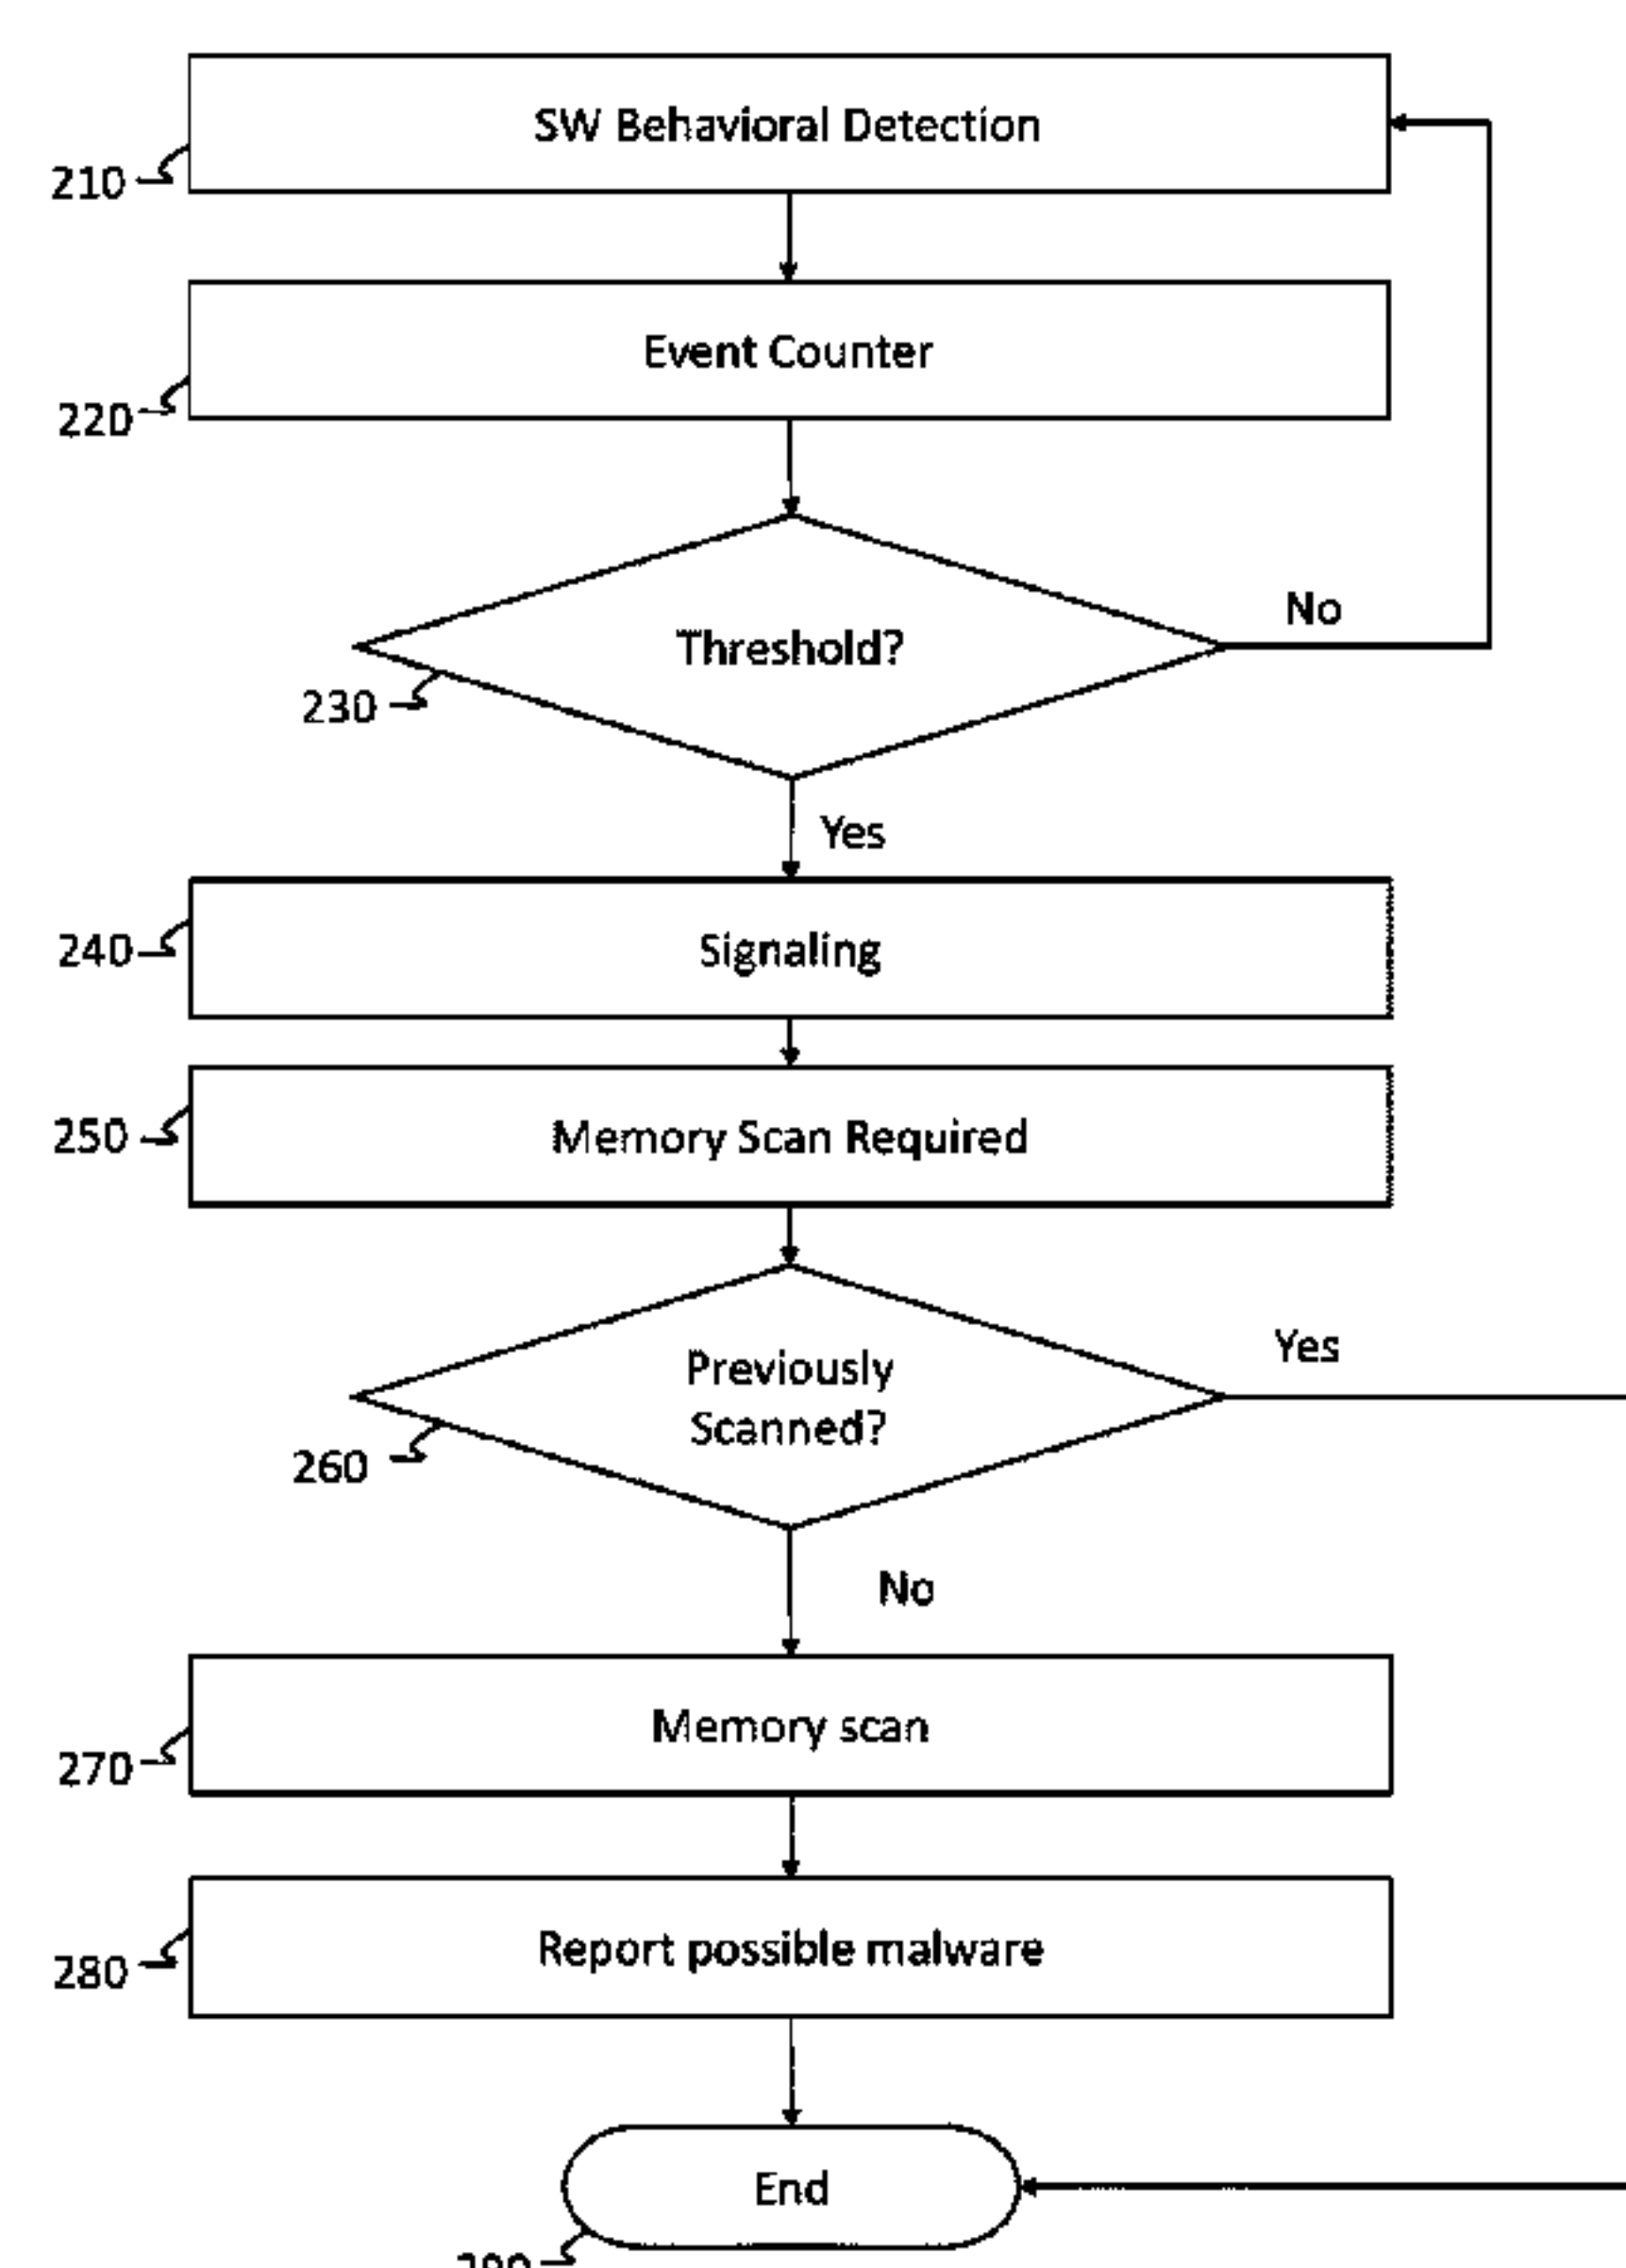 SW Behavioral Detection
210
Event Counter
220
No
Threshold?
230
Yes
Signaling
240
Memory Scan Required
250
Yes
Previously
Scanned?
260
No
Memory scan
270
Report possible malware
280
End